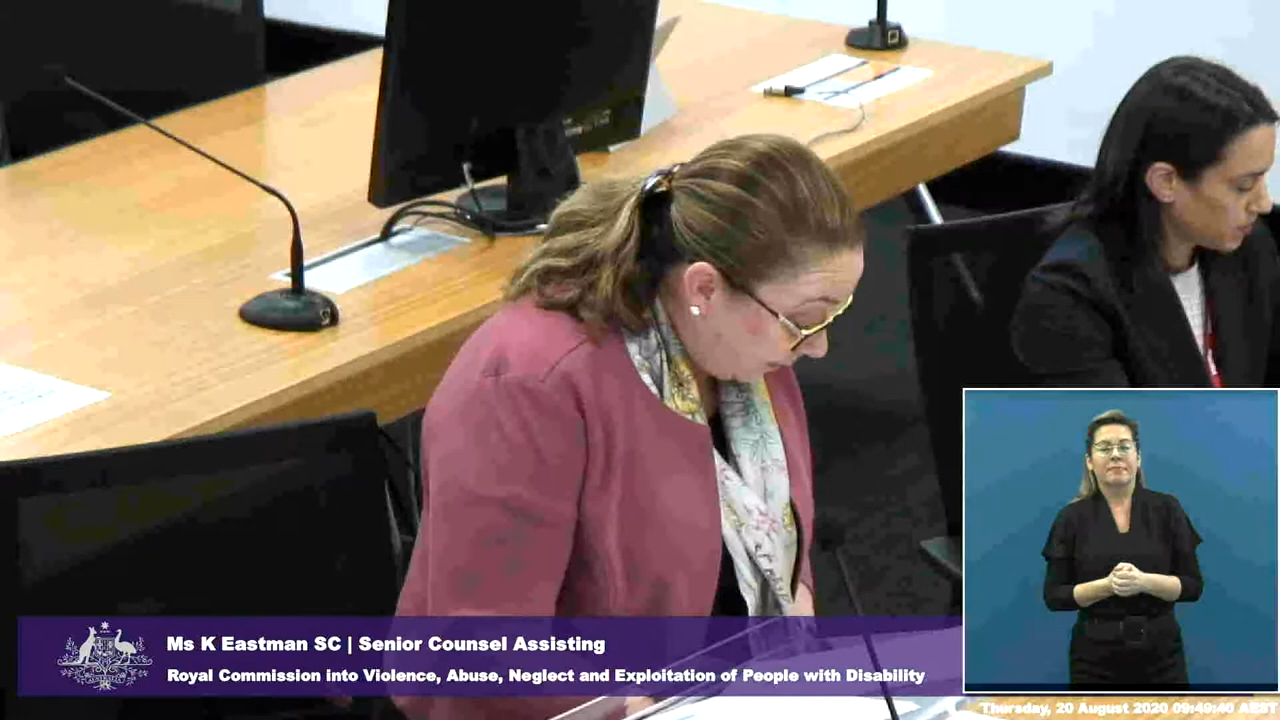 Ms K Eastman SC | Senior Counsel Assisting
Royal Commission into Violence, Abuse, Neglect and Exploitation of People with Disability
Thursday, 20 August 2020 09:49:40 AEST